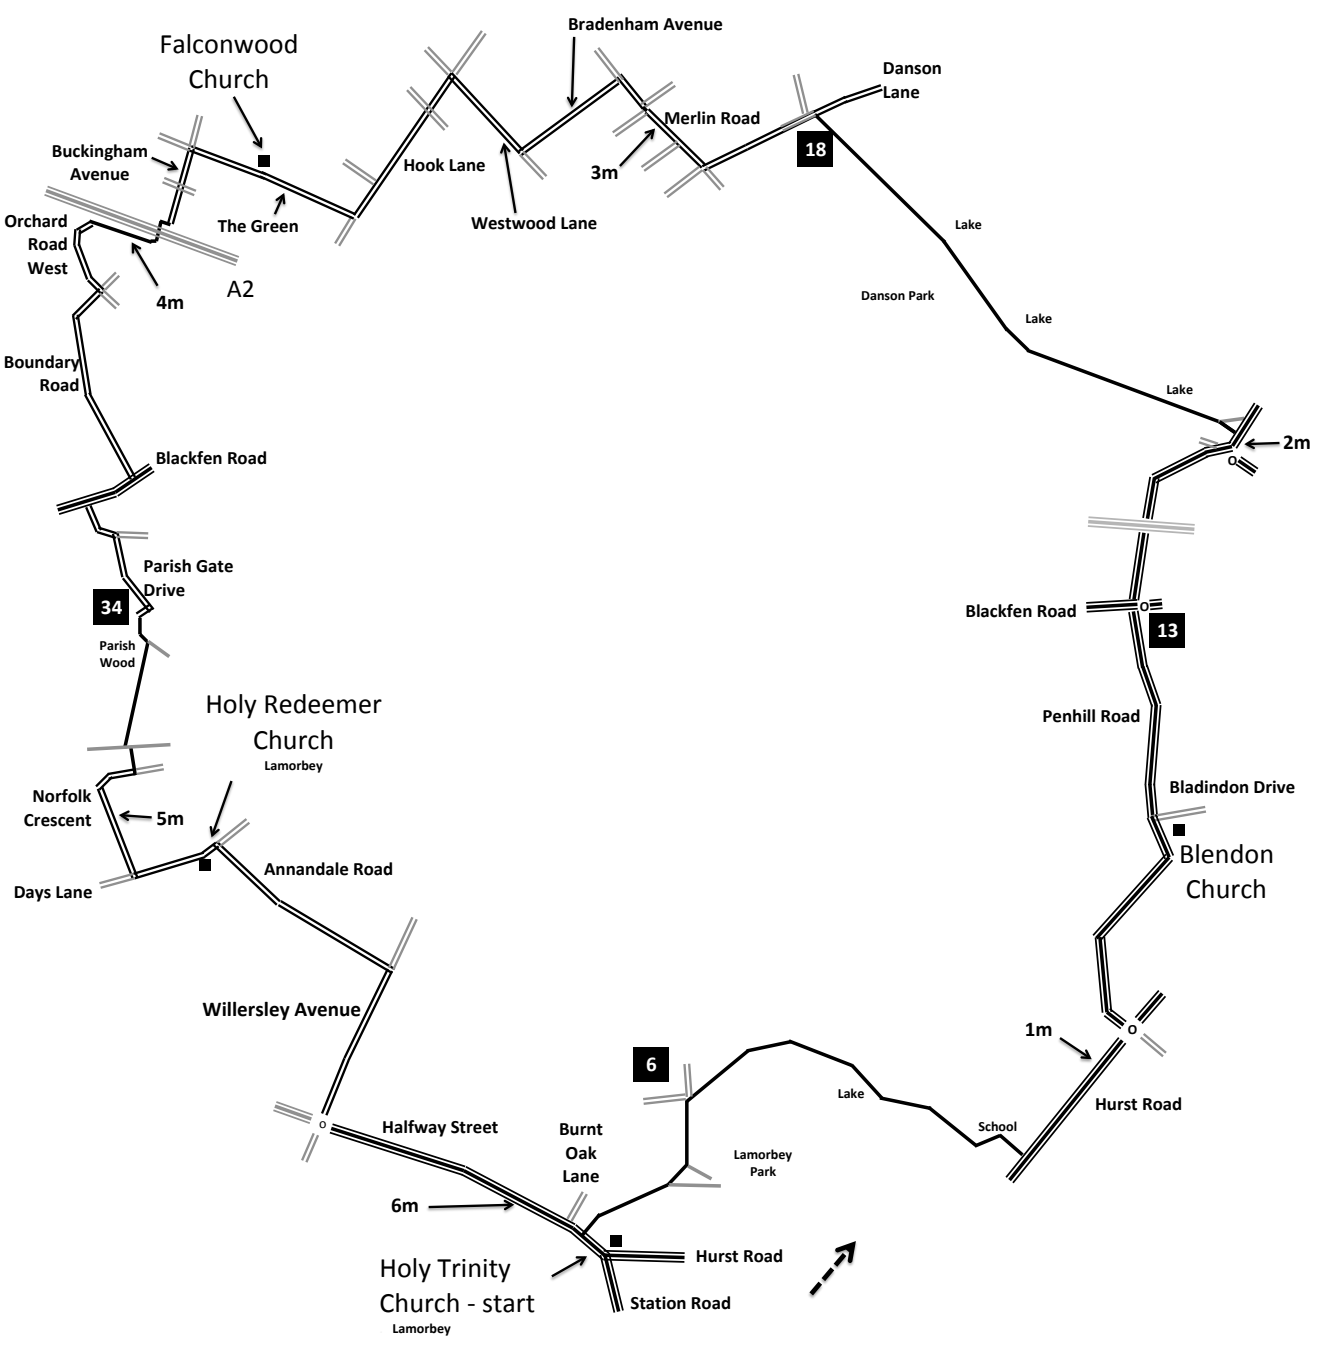 Bradenham Avenue
Falconwood
Church
Danson
Lane
Merlin Road
18
Buckingham
Avenue
Hook Lane
3m
Westwood Lane
The Green
Orchard
Road
West
4m
A2
Lake
Danson Park
Lake
Boundary
Road
Lake
2m
Blackfen Road
Parish Gate
Drive
34
Parish
Wood
Blackfen Road
O
O
13
Penhill Road
Holy Redeemer
Church
Lamorbey
Norfolk
Crescent
5m
Bladindon Drive
Blendon
Church
Days Lane
Annandale Road
Willersley Avenue
1m
O
6
Lake
Hurst Road
O
Halfway Street
Burnt
Oak
Lane
School
Lamorbey
Park
6m
Hurst Road
Holy Trinity
Church - start
Lamorbey
Station Road